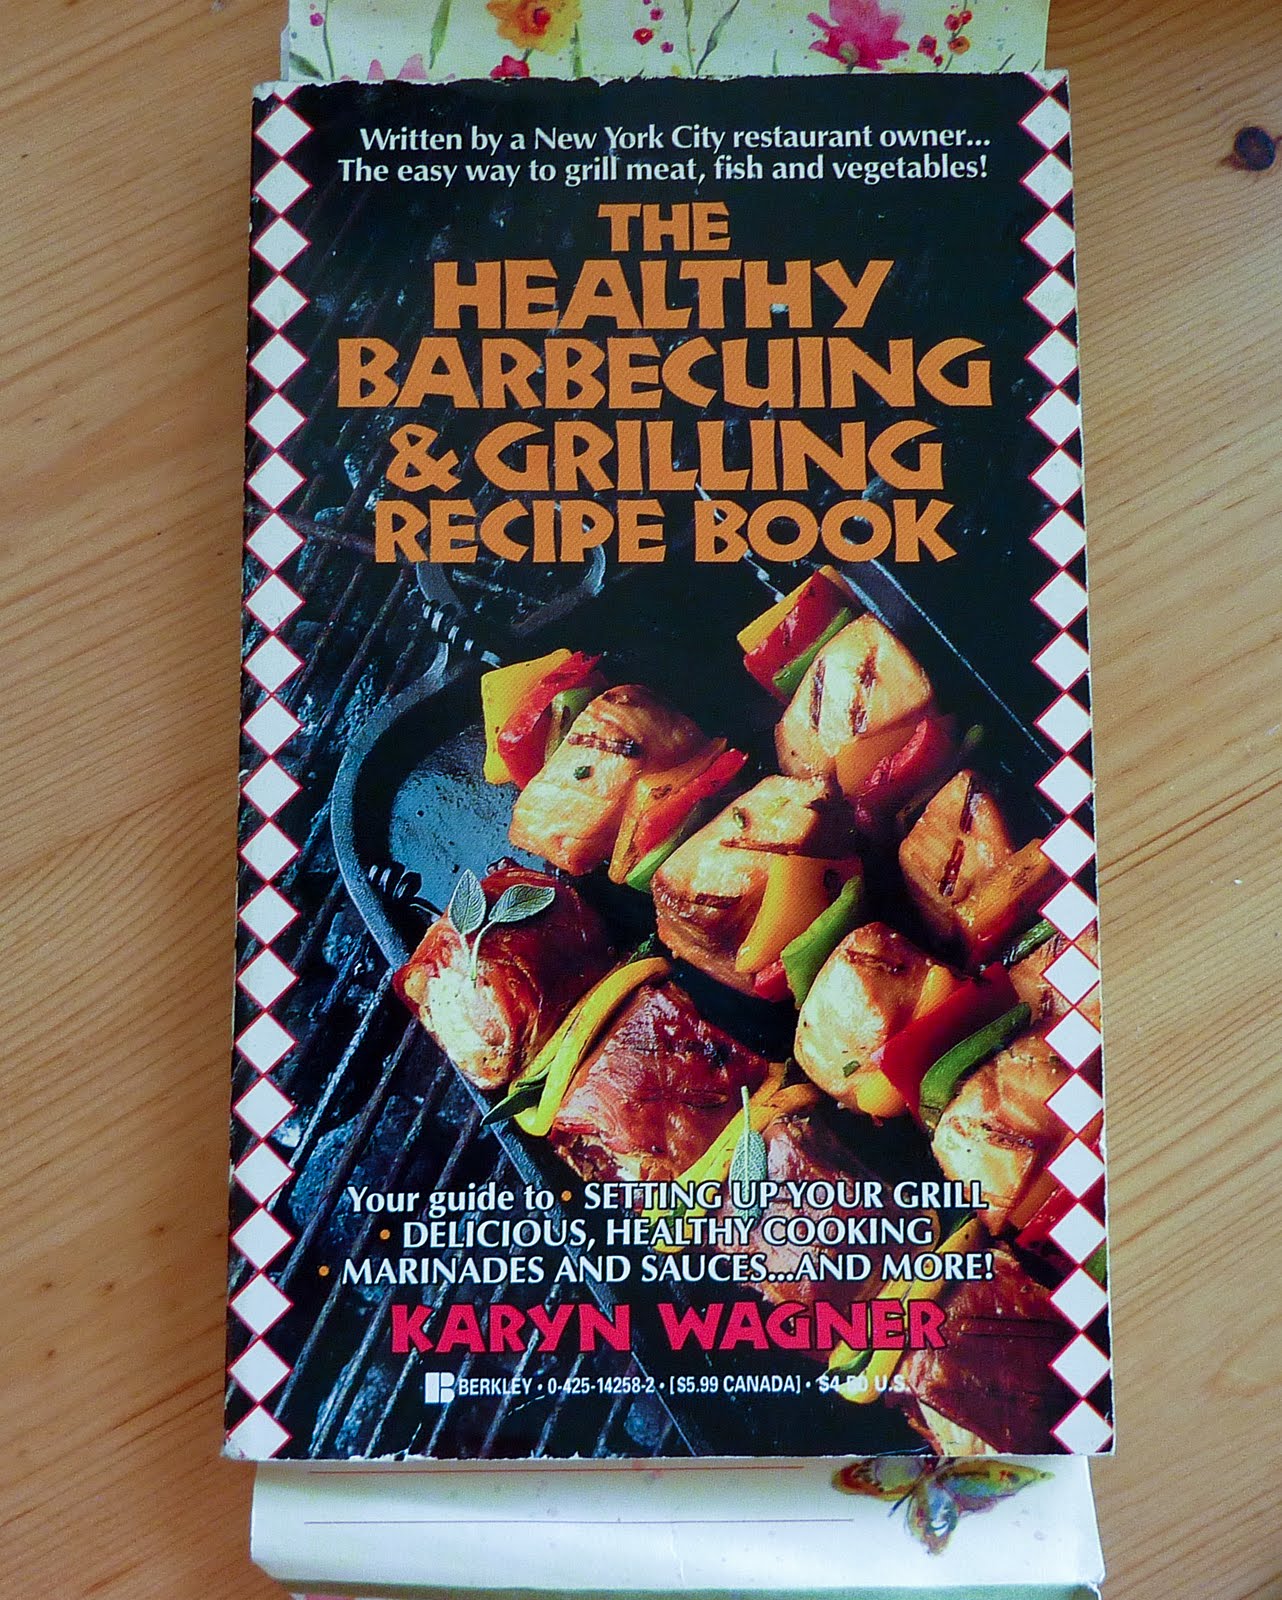 Written by a New York City restaurant owner...
The easy way to grill meat, fish and vegetables!
THE
HEALTHY
BARBECUING
& GRILLING
RECIPE BOOK
Your guide to • SETTING UP YOUR GRILL
• DELICIOUS, HEALTHY COOKING
• MARINADES AND SAUCES...AND MORE!
KARYN WAGNER
B BERKLEY • 0-425-14258-2 • [$5.99 CANADA] • $4.50 U.S.